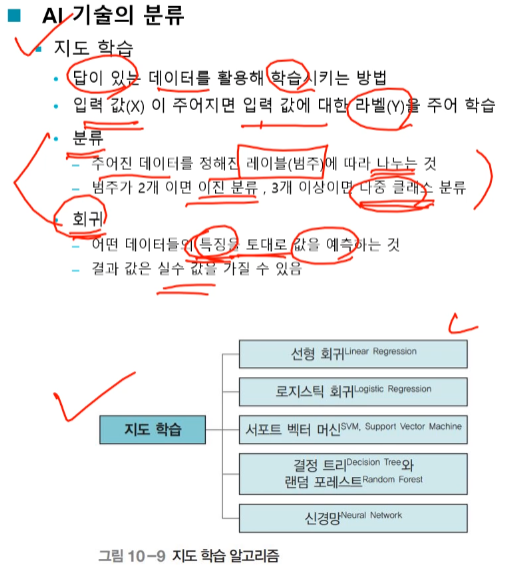 AI 기술의 분류
지도 학습
답이 있는 데이터를 활용해 학습시키는 방법
입력 값(X) 이 주어지면 입력 값에 대한 라벨(Y)을 주어 학습
분류
주어진 데이터를 정해진 레이블(범주)에 따라 나누는 것
범주가 2개 이면 이진 분류 , 3개 이상이면 다중 클래스 분류
회귀
어떤 데이터들의 특징을 토대로 값을 예측하는 것
결과 값은 실수 값을 가질 수 있음
선형 회귀Linear Regression
로지스틱 회귀Logistic Regression
지도 학습
서포트 벡터 머신SVM, Support Vector Machine
결정 트리Decision Tree와
랜덤 포레스트Random Forest
신경망Neural Network
그림 10-9 지도 학습 알고리즘